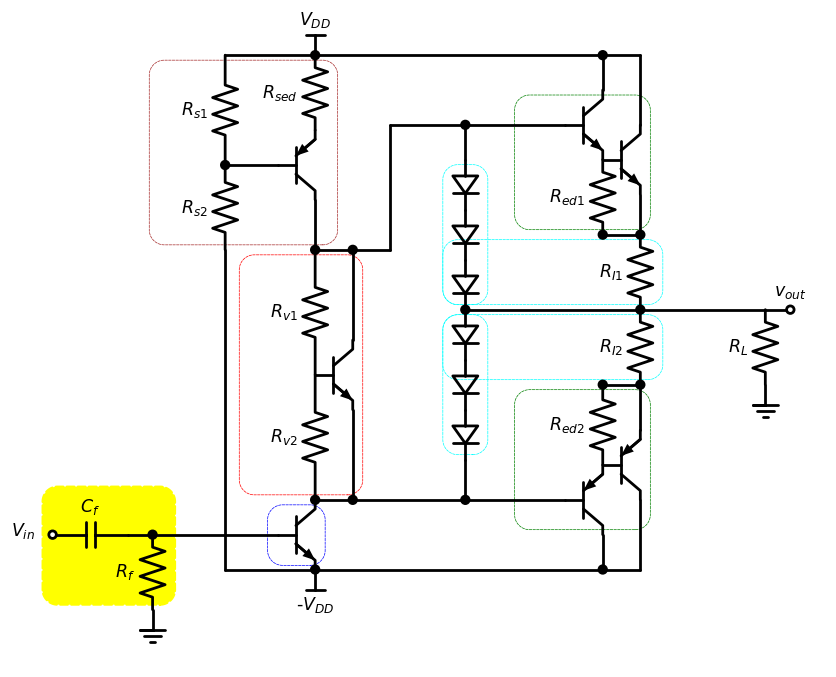 V_DD
R_s1
R_sed
R_s2
R_ed1
R_l1
v_out
R_v1
R_l2
R_L
R_v2
R_ed2
C_f
V_in
R_f
-V_DD